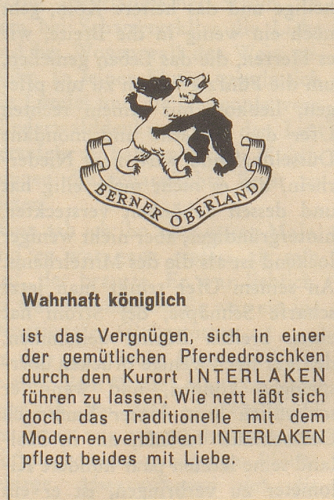 BERNER OBERLAND
Wahrhaft königlich
ist das Vergnügen, sich in einer
der gemütlichen Pferdedroschken
durch den Kurort INTERLAKEN
führen zu lassen. Wie nett läßt sich
doch das Traditionelle mit dem
Modernen verbinden! INTERLAKEN
pflegt beides mit Liebe.